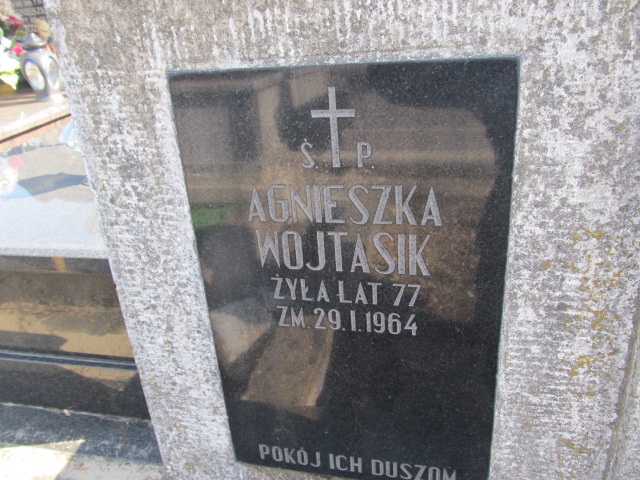 Ś. P.
AGNIESZKA
WOJTASIK
ŻYŁA LAT 77
ZM. 29. I. 1964
POKÓJ ICH DUSZOM